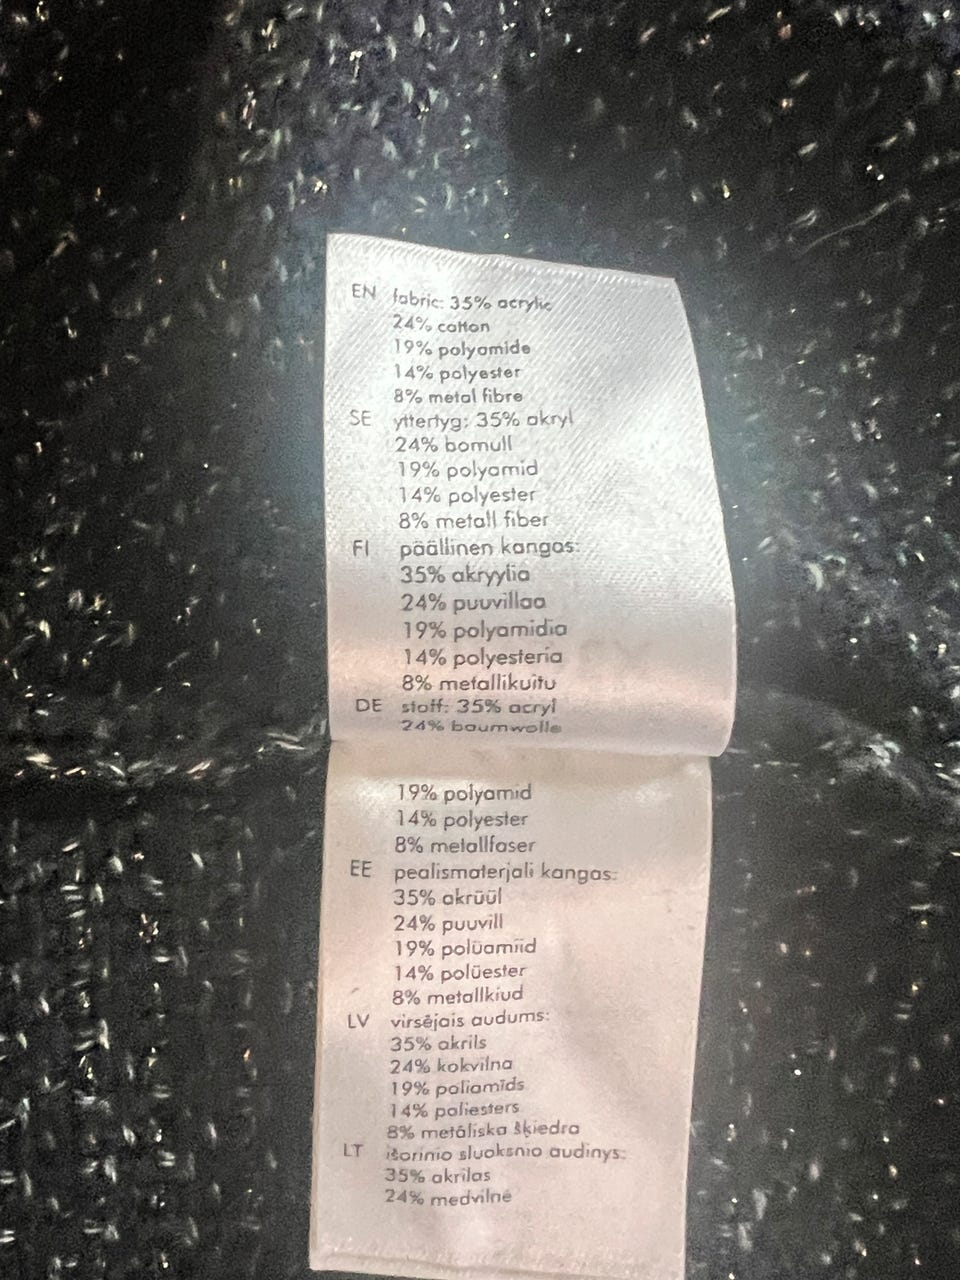 EN fabric: 35% acrylic
24% cotton
19% polyamide
14% polyester
8% metal fibre
SE yttertyg: 35% akryl
24% bomull
19% polyamid
14% polyester
8% metall fiber
FI päällinen kangas:
35% akryylia
24% puuvillaa
19% polyamidia
14% polyesteria
8% metallikuitu
DE stoff: 35% acryl
24% baumwolle
19% polyamid
14% polyester
8% metallfaser
EE pealismaterjali kangas:
35% akrüül
24% puuvill
19% polüamiid
14% polüester
8% metallkiud
LV virsējais audums:
35% akrils
24% kokvilna
19% poliamīds
14% poliesters
8% metāliska šķiedra
LT išorinio sluoksnio audinys:
35% akrilas
24% medvilnė